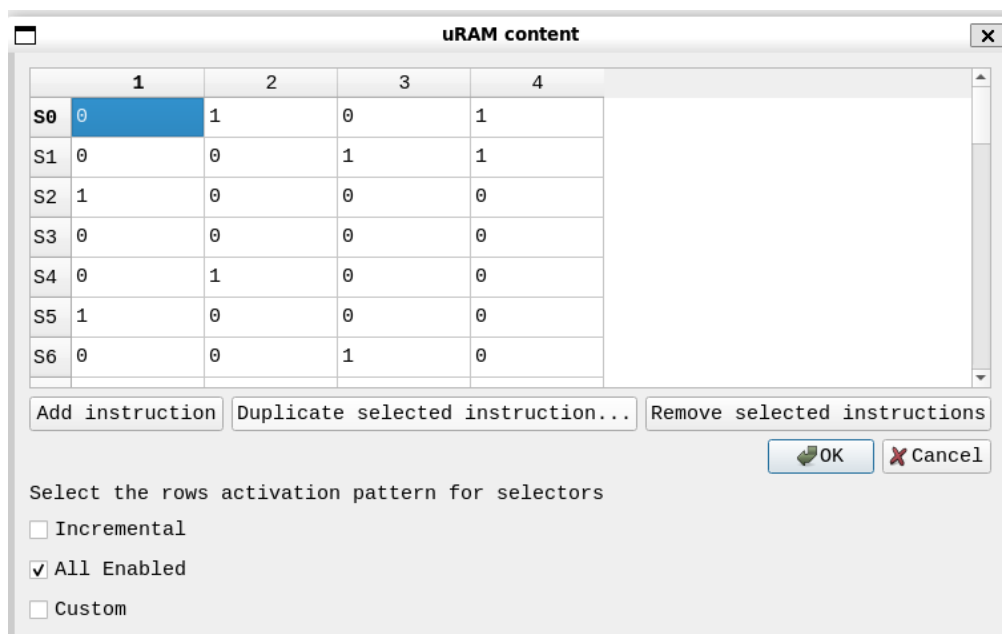 uRAM content
1 2 3 4
S0 0 1 0 1
S1 0 0 1 1
S2 1 0 0 0
S3 0 0 0 0
S4 0 1 0 0
S5 1 0 0 0
S6 0 0 1 0
Add instruction Duplicate selected instruction... Remove selected instructions
OK Cancel
Select the rows activation pattern for selectors
Incremental
All Enabled
Custom